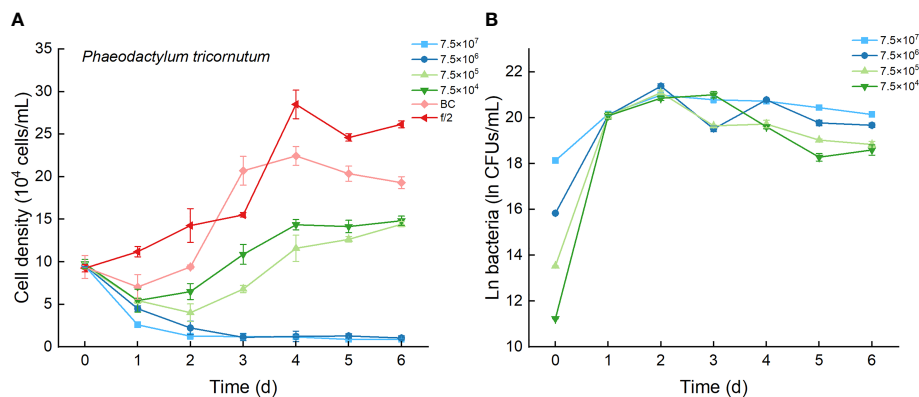 A
Phaeodactylum tricornutum
7.5×10⁷
7.5×10⁶
7.5×10⁵
7.5×10⁴
BC
f/2
35
30
25
20
15
10
5
0
Cell density (10⁴ cells/mL)
0 1 2 3 4 5 6
Time (d)
B
7.5×10⁷
7.5×10⁶
7.5×10⁵
7.5×10⁴
22
20
18
16
14
12
10
Ln bacteria (ln CFUs/mL)
0 1 2 3 4 5 6
Time (d)